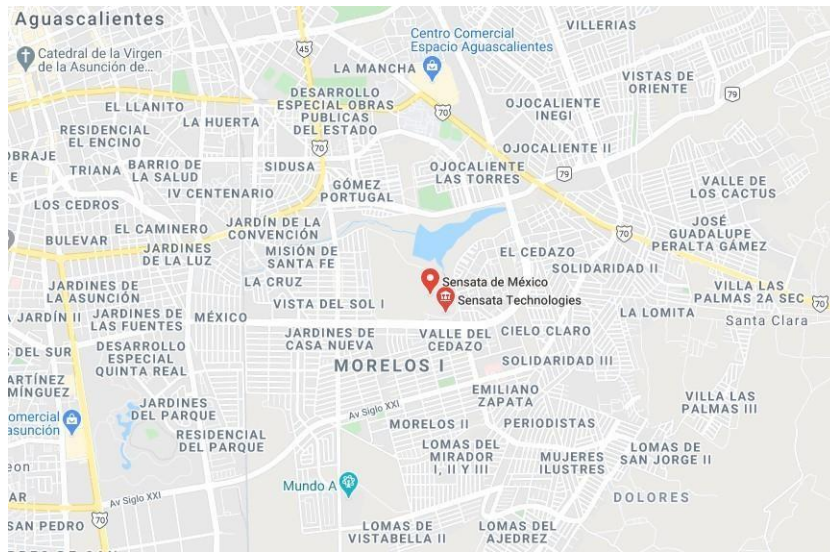 Aguascalientes
Catedral de la Virgen
de la Asunción de...
45
Centro Comercial
Espacio Aguascalientes
VILLERIAS
LA MANCHA
VISTAS DE
ORIENTE
79
DESARROLLO
ESPECIAL OBRAS
PUBLICAS
DEL ESTADO
EL LLANITO
LA HUERTA
70
OJOCALIENTE
INEGI
RESIDENCIAL
EL ENCINO
70
OJOCALIENTE II
OBRAJE
TRIANA
BARRIO DE
LA SALUD
SIDUSA
OJOCALIENTE
LAS TORRES
79
IV CENTENARIO
GÓMEZ
PORTUGAL
VALLE DE
LOS CACTUS
LOS CEDROS
EL CAMINERO
JARDÍN DE LA
CONVENCIÓN
JOSÉ
GUADALUPE
PERALTA GÁMEZ
70
BULEVAR
JARDINES
DE LA LUZ
MISIÓN DE
SANTA FE
EL CEDAZO
SOLIDARIDAD II
JARDINES DE
LA ASUNCIÓN
LA CRUZ
Sensata de México
Sensata Technologies
VILLA LAS
PALMAS 2A SEC
VISTA DEL SOL I
LA LOMITA
Santa Clara
JARDÍN II
JARDINES DE
LAS FUENTES
MÉXICO
JARDINES DE
CASA NUEVA
VALLE DEL
CEDAZO
CIELO CLARO
DEL SUR
DESARROLLO
ESPECIAL
QUINTA REAL
MORELOS I
SOLIDARIDAD III
ARTÍNEZ
MÍNGUEZ
EMILIANO
ZAPATA
VILLA LAS
PALMAS III
JARDINES
DEL PARQUE
Av Siglo XXI
omercial
asunción
RESIDENCIAL
DEL PARQUE
MORELOS II
PERIODISTAS
LOMAS DEL
MIRADOR
I, II Y III
MUJERES
ILUSTRES
LOMAS DE
SAN JORGE II
eon
Mundo A
DOLORES
AR
Av Siglo XXI
SAN PEDRO
70
LOMAS DE
VISTABELLA II
LOMAS DEL
AJEDREZ